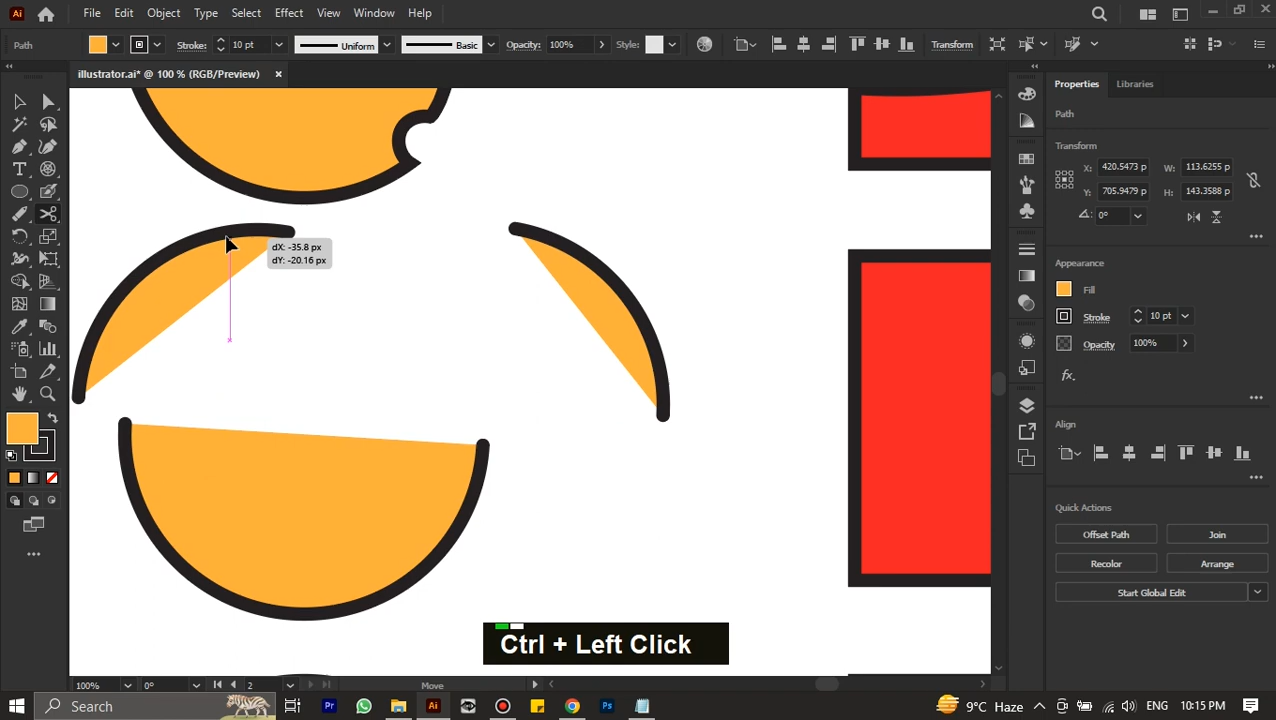 Ai File Edit Object Type Select Effect View Window Help
Path Stroke: 10 pt Uniform Basic Opacity: 100% Style: Transform
illustrator.ai* @ 100 % (RGB/Preview) ×
Properties Libraries
Path
Transform
X: 420.5473 p W: 113.6255 p
Y: 705.9479 p H: 143.3588 p
0°
Appearance
Fill
Stroke 10 pt
Opacity 100%
fx.
Align
Quick Actions
Offset Path Join
Recolor Arrange
Start Global Edit
dX: -35.8 px
dY: -20.16 px
Ctrl + Left Click
100% 0° 2 Move
Search Pr Ai Ps 9°C Haze ENG 10:15 PM